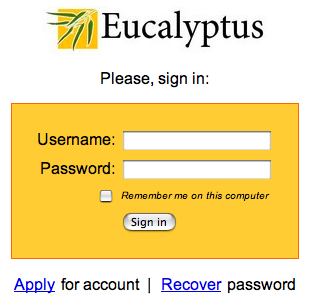 Eucalyptus
Please, sign in:
Username:
Password:
Remember me on this computer
Sign in
Apply for account | Recover password